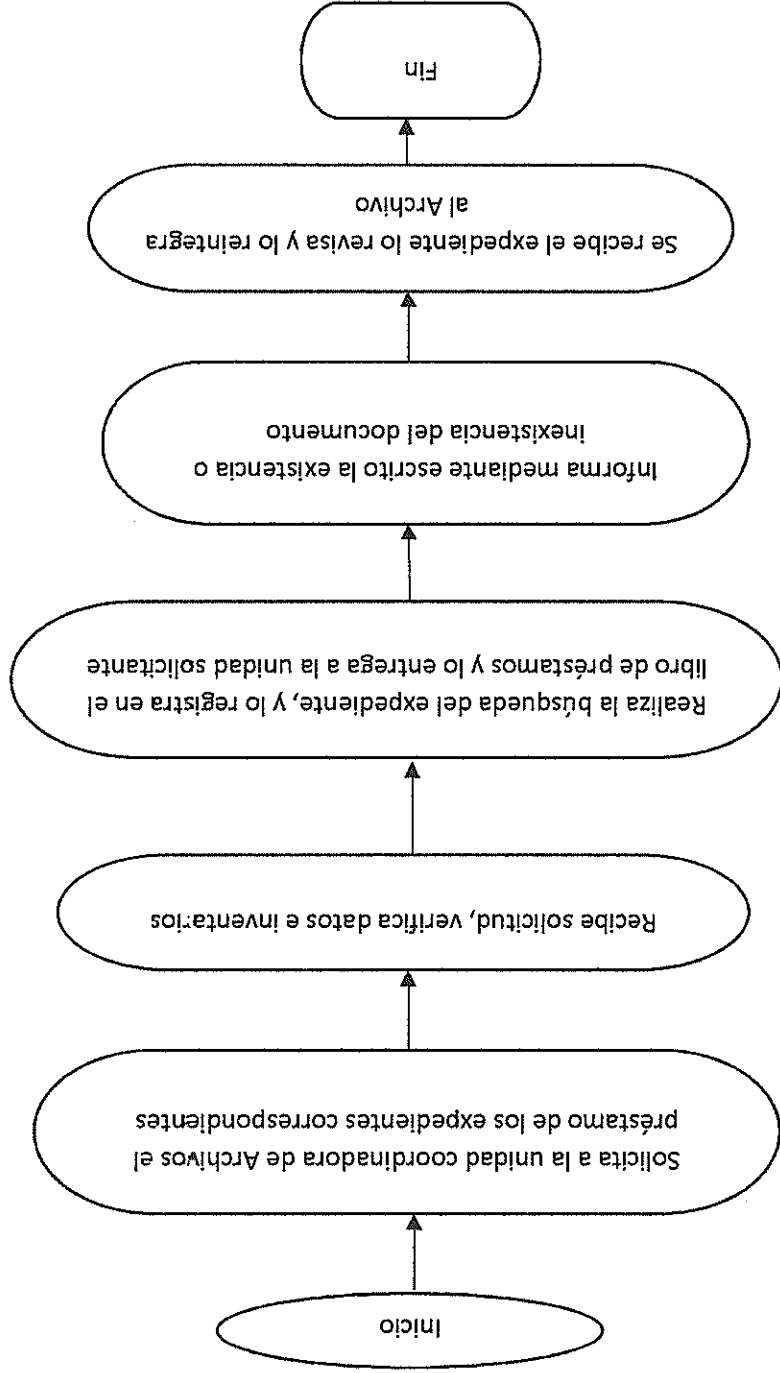 Inicio
Solicita a la unidad coordinadora de Archivos el
préstamo de los expedientes correspondientes
Recibe solicitud, verifica datos e inventarios
Realiza la búsqueda del expediente, y lo registra en el
libro de préstamos y lo entrega a la unidad solicitante
Informa mediante escrito la existencia o
inexistencia del documento
Se recibe el expediente lo revisa y lo reintegra
al Archivo
Fin